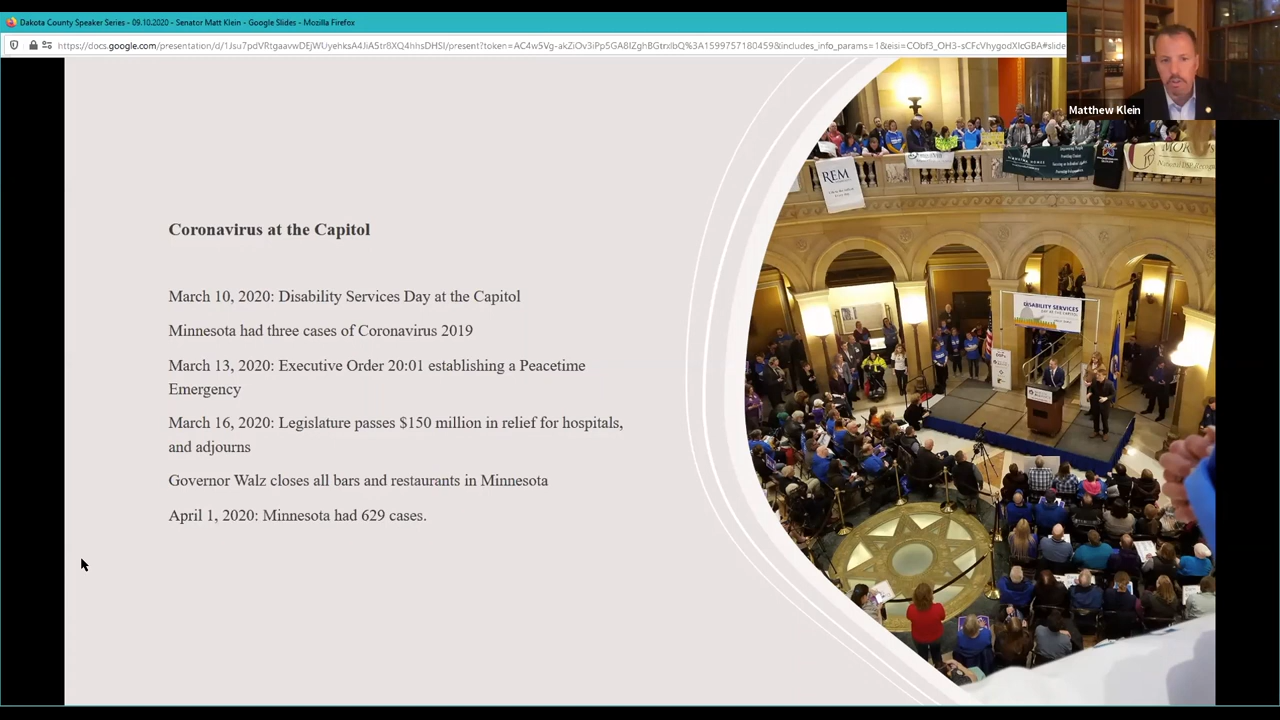 Dakota County Speaker Series - 09.10.2020 - Senator Matt Klein - Google Slides - Mozilla Firefox
Matthew Klein
Coronavirus at the Capitol
March 10, 2020: Disability Services Day at the Capitol
Minnesota had three cases of Coronavirus 2019
March 13, 2020: Executive Order 20:01 establishing a Peacetime
Emergency
March 16, 2020: Legislature passes $150 million in relief for hospitals,
and adjourns
Governor Walz closes all bars and restaurants in Minnesota
April 1, 2020: Minnesota had 629 cases.
REM
DISABILITY SERVICES